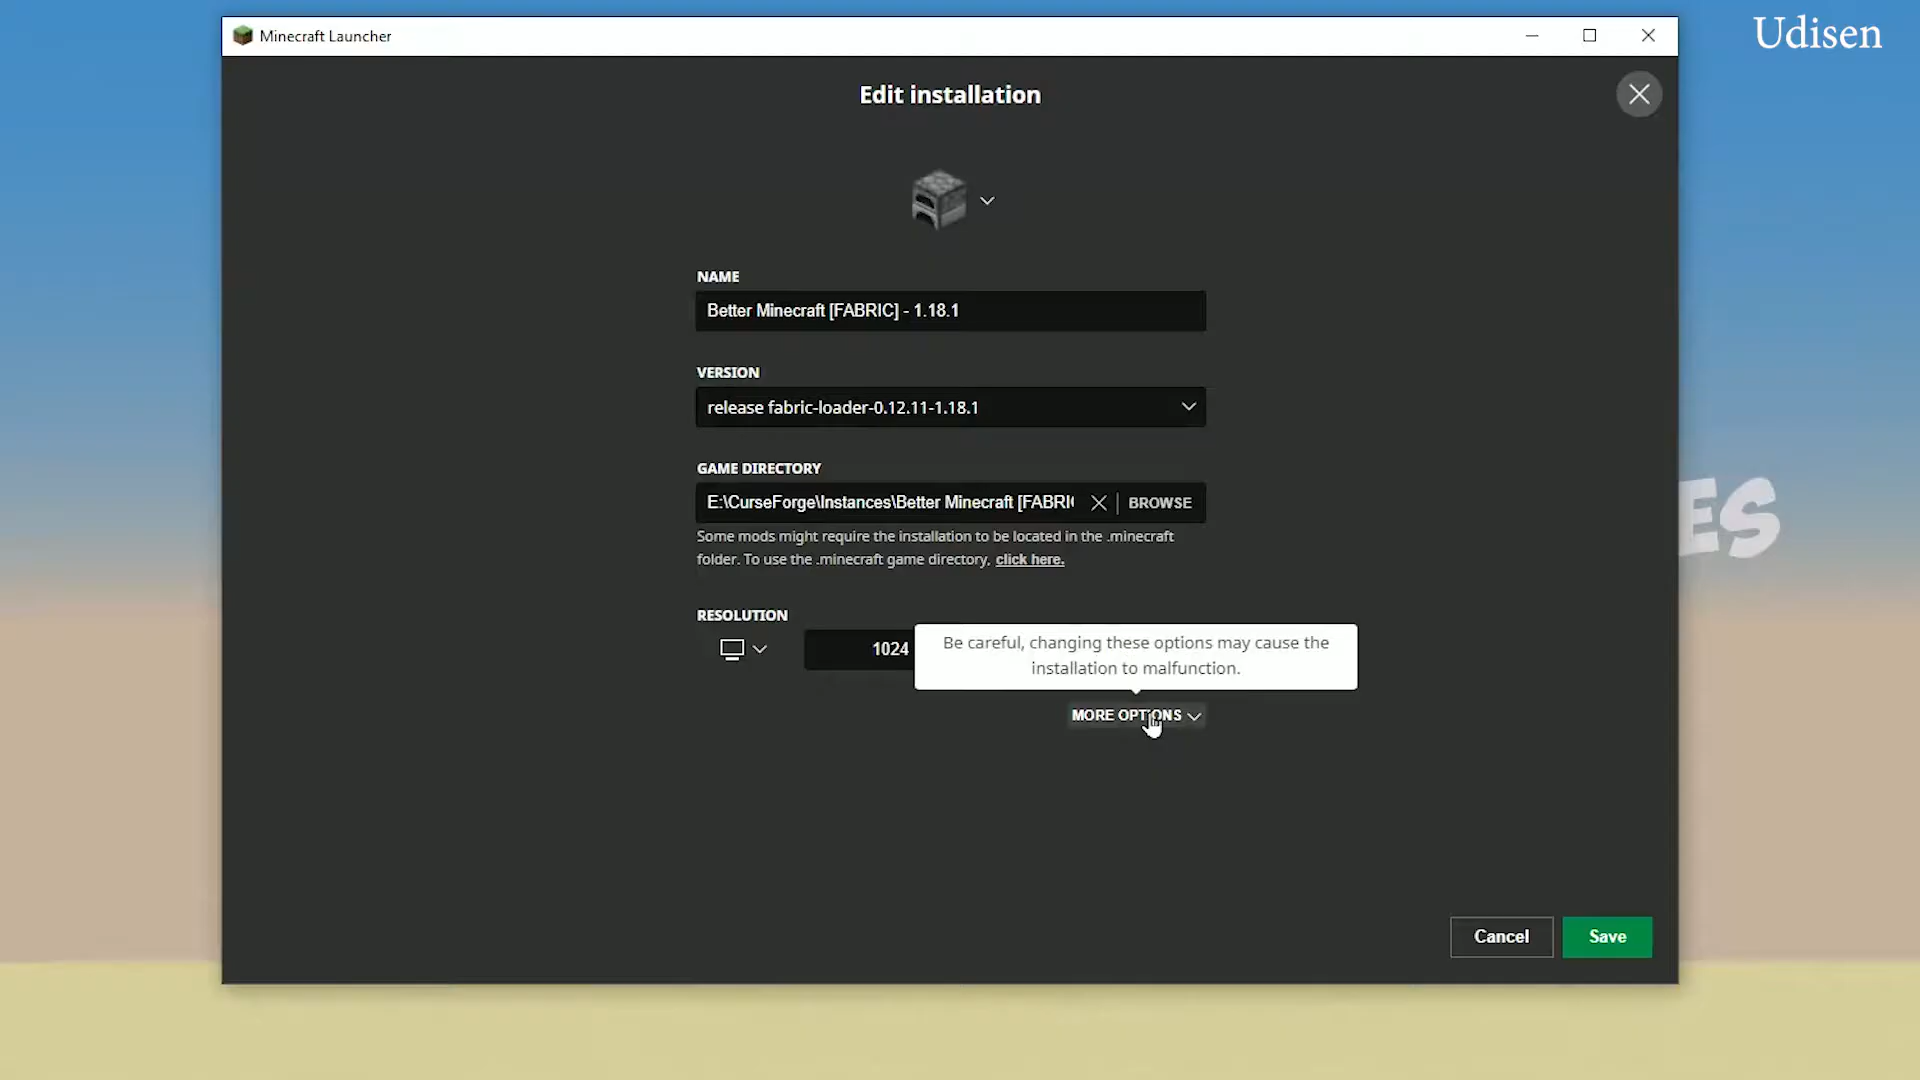 Minecraft Launcher
Udisen
Edit installation
NAME
Better Minecraft [FABRIC] - 1.18.1
VERSION
release fabric-loader-0.12.11-1.18.1
GAME DIRECTORY
E:\CurseForge\Instances\Better Minecraft [FABRI
BROWSE
Some mods might require the installation to be located in the .minecraft
folder. To use the .minecraft game directory, click here.
ES
RESOLUTION
1024
Be careful, changing these options may cause the
installation to malfunction.
MORE OPTIONS
Cancel
Save